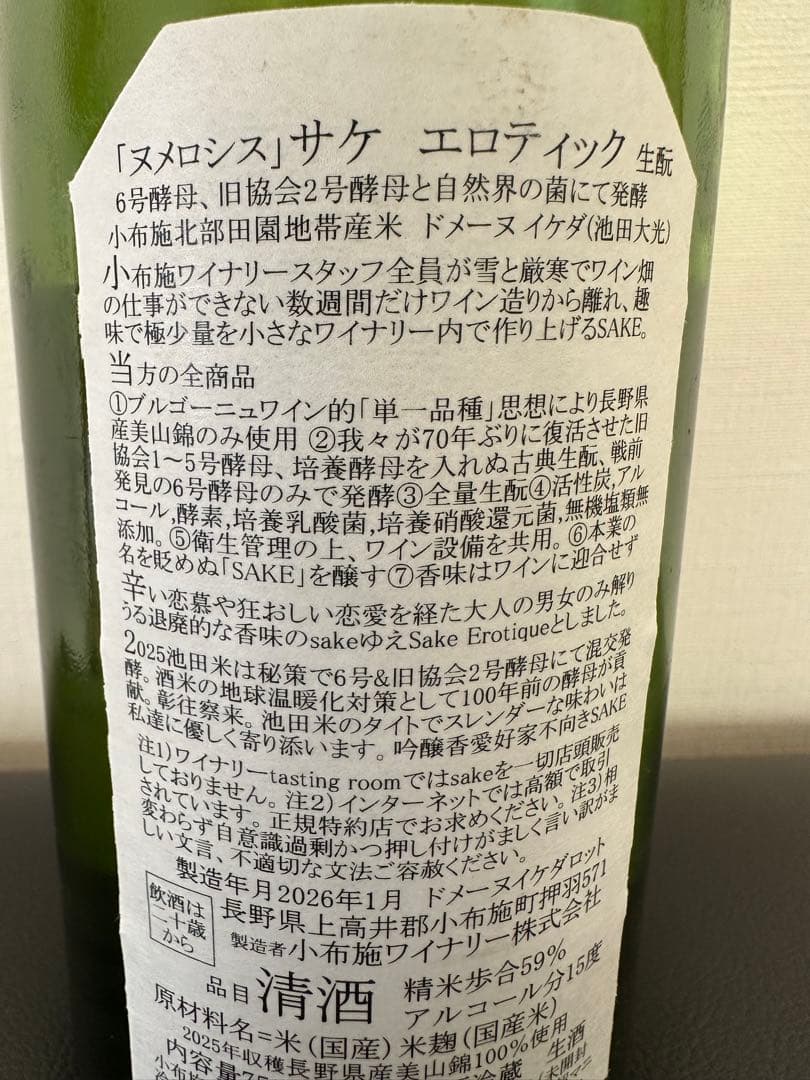 「ヌメロシス」サケ エロティック 生酛
6号酵母、旧協会2号酵母と自然界の菌にて発酵
小布施北部田園地帯産米 ドメーヌ イケダ(池田大光)
小布施ワイナリースタッフ全員が雪と厳寒でワイン畑
の仕事ができない数週間だけワイン造りから離れ、趣
味で極少量を小さなワイナリー内で作り上げるSAKE。
当方の全商品
①ブルゴーニュワイン的「単一品種」思想により長野県
産美山錦のみ使用 ②我々が70年ぶりに復活させた旧
協会1〜5号酵母、培養酵母を入れぬ古典生酛、戦前
発見の6号酵母のみで発酵③全量生酛④活性炭,アル
コール,酵素,培養乳酸菌,培養硝酸還元菌,無機塩類無
添加。⑤衛生管理の上、ワイン設備を共用。⑥本業の
名を貶めぬ「SAKE」を醸す⑦香味はワインに迎合せず
辛い恋慕や狂おしい恋愛を経た大人の男女のみ解り
うる退廃的な香味のsakeゆえSake Erotiqueとしました。
2025池田米は秘策で6号&旧協会2号酵母にて混交発
酵。酒米の地球温暖化対策として100年前の酵母が貢
献。彰往察来。池田米のタイトでスレンダーな味わいは
私達に優しく寄り添います。吟醸香愛好家不向きSAKE
注1)ワイナリーtasting roomではsakeを一切店頭販売
しておりません。注2)インターネットでは高額で取引
されています。正規特約店でお求めください。注3)相
変わらず自意識過剰かつ押し付けがましく言い訳がま
しい文言、不適切な文法ご容赦ください。
製造年月2026年1月 ドメーヌイケダロット
飲酒は
二十歳
から
長野県上高井郡小布施町押羽571
製造者 小布施ワイナリー株式会社
品目 清酒 精米歩合59%
アルコール分15度
原材料名=米(国産)米麹(国産米)
2025年収穫長野県産美山錦100%使用
内容量 冷蔵 生酒
(未開封